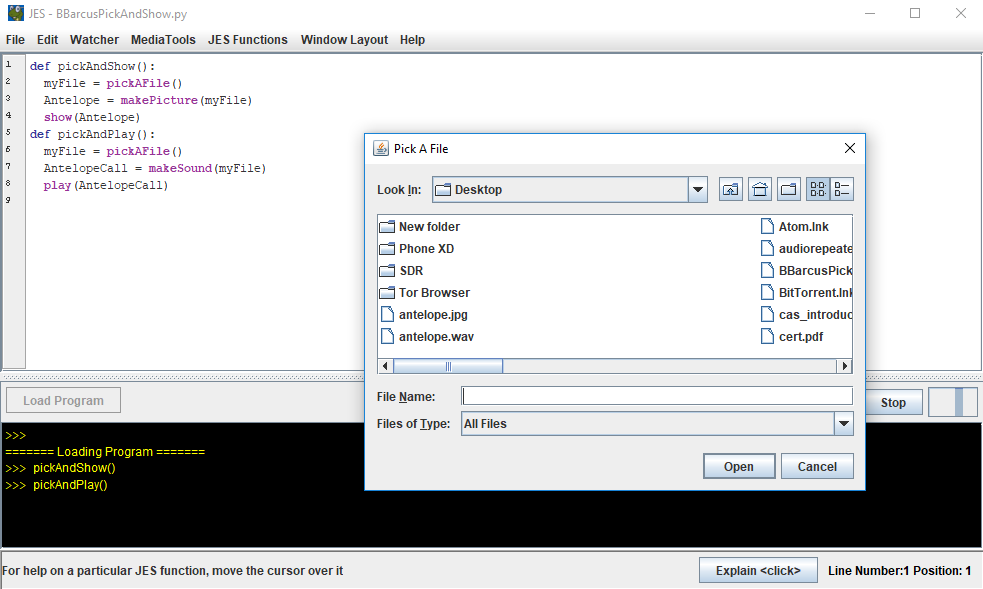 JES - BBarcusPickAndShow.py
File Edit Watcher MediaTools JES Functions Window Layout Help
1 def pickAndShow():
2 myFile = pickAFile()
3 Antelope = makePicture(myFile)
4 show(Antelope)
5 def pickAndPlay():
6 myFile = pickAFile()
7 AntelopeCall = makeSound(myFile)
8 play(AntelopeCall)
9
Pick A File
Look In: Desktop
New folder
Phone XD
SDR
Tor Browser
antelope.jpg
antelope.wav
Atom.lnk
audiorepeate
BBarcusPick
BitTorrent.lnk
cas_introduc
cert.pdf
File Name:
Files of Type: All Files
Open Cancel
Load Program
Stop
>>>
======= Loading Program =======
>>> pickAndShow()
>>> pickAndPlay()
For help on a particular JES function, move the cursor over it
Explain <click>
Line Number:1 Position: 1